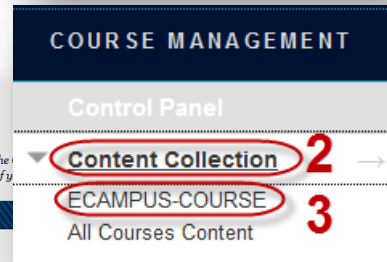 COURSE MANAGEMENT
Control Panel
Content Collection 2 →
ECAMPUS-COURSE 3
All Courses Content